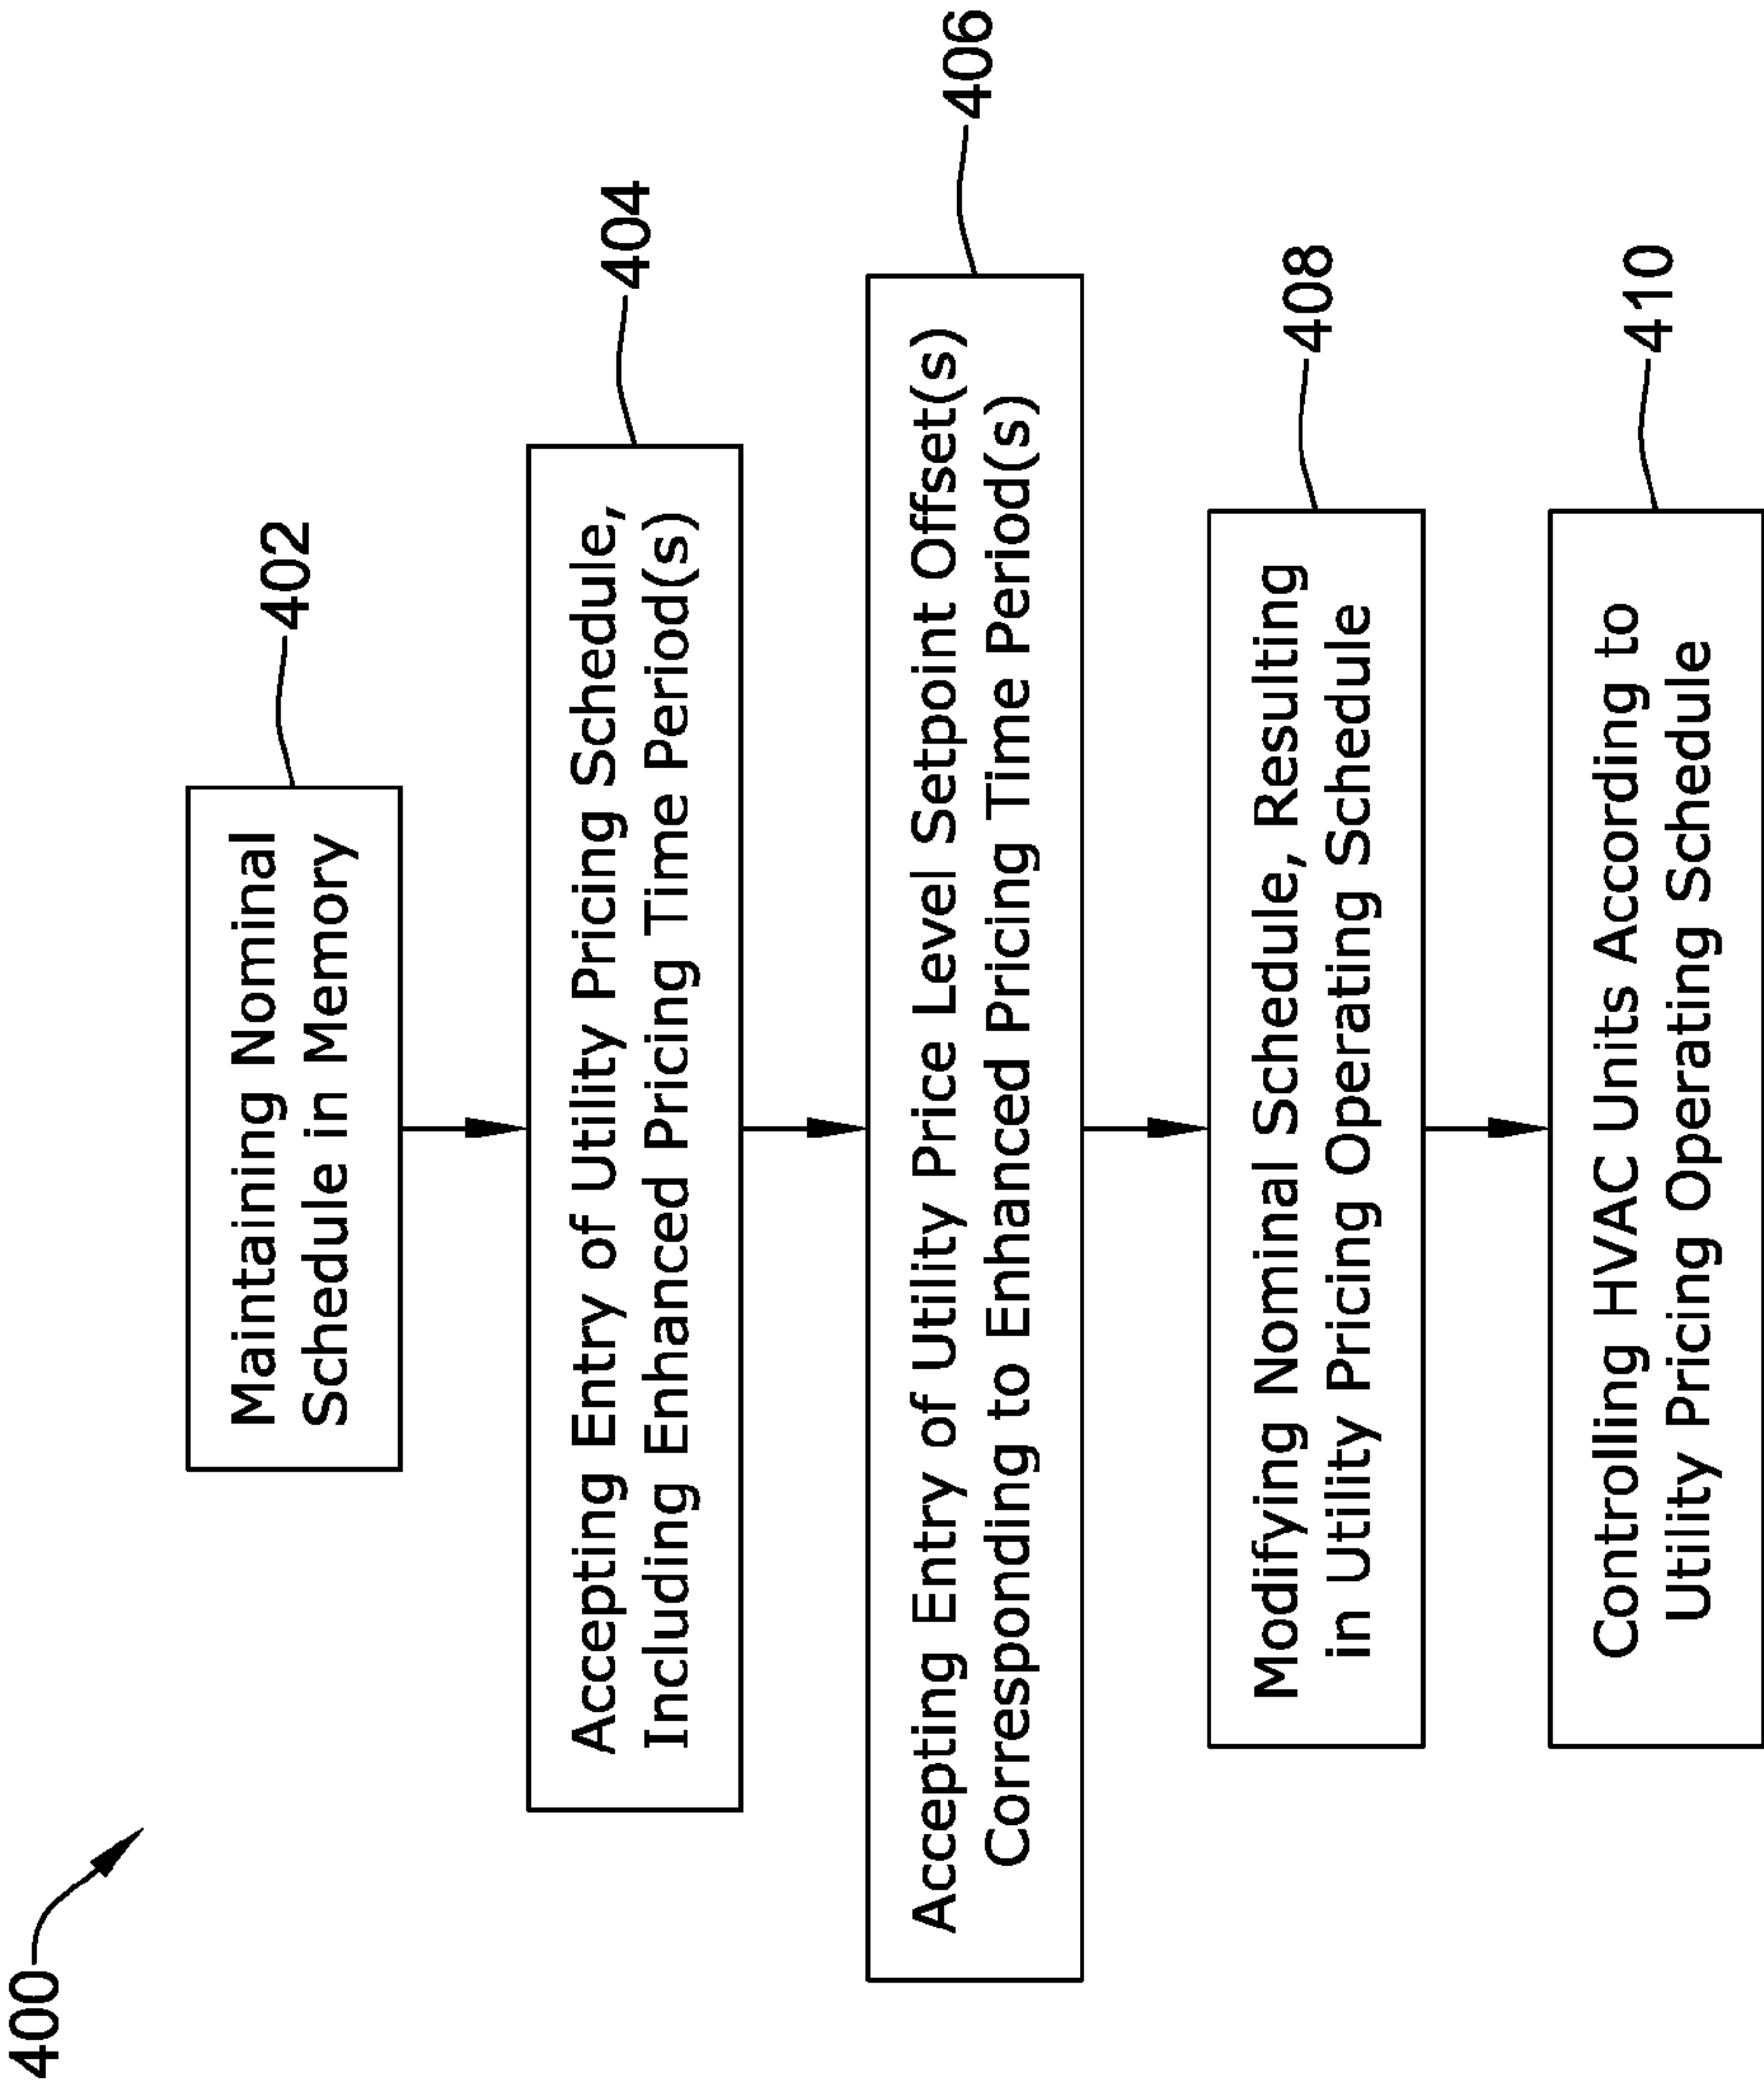 400
402
Maintaining Nominal
Schedule in Memory
404
Accepting Entry of Utility Pricing Schedule,
Including Enhanced Pricing Time Period(s)
406
Accepting Entry of Utility Price Level Setpoint Offset(s)
Corresponding to Enhanced Pricing Time Period(s)
408
Modifying Nominal Schedule, Resulting
in Utility Pricing Operating Schedule
410
Controlling HVAC Units According to
Utility Pricing Operating Schedule